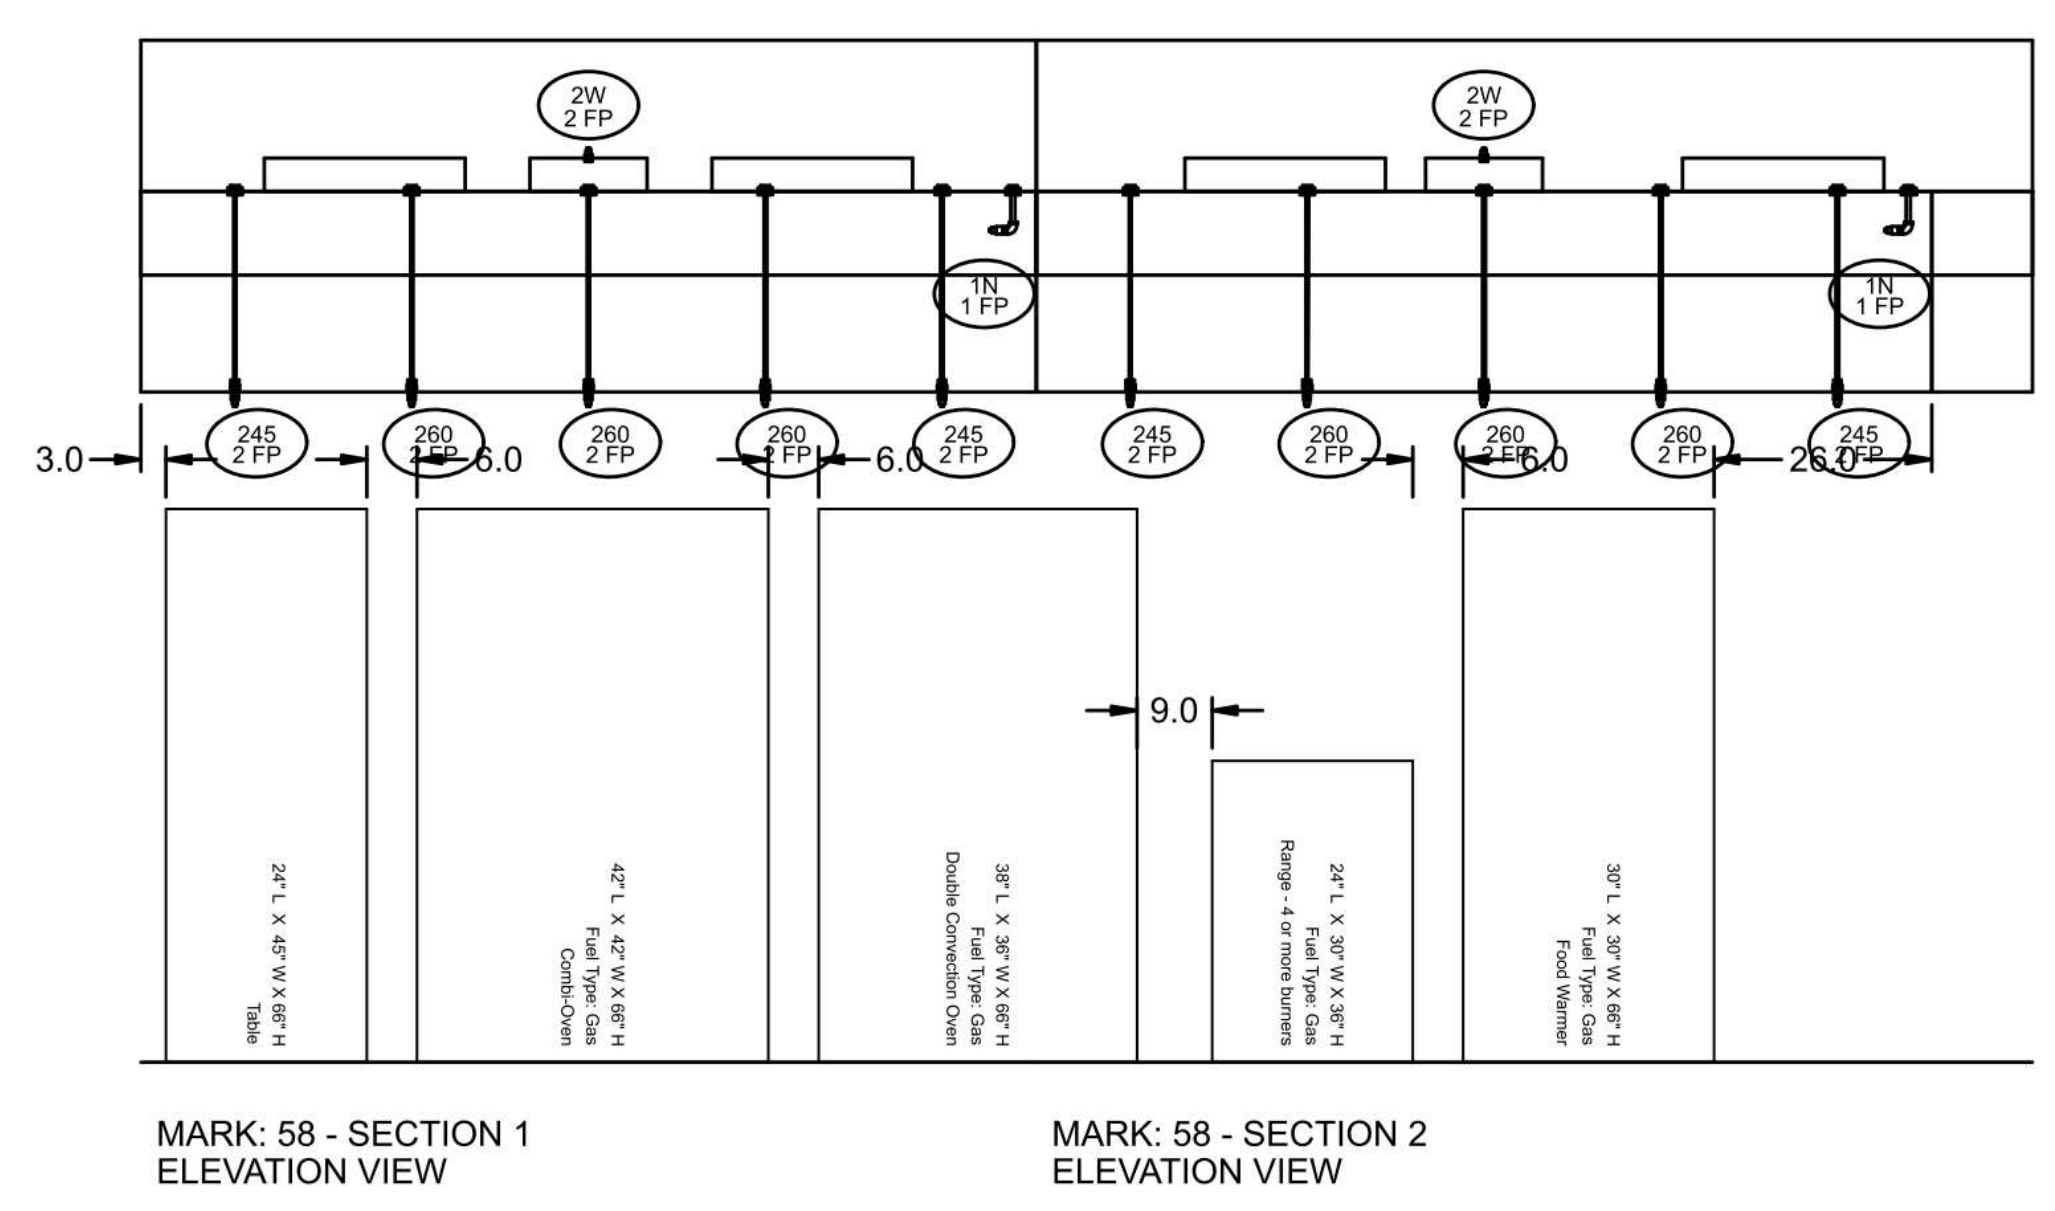 2W
2 FP
2W
2 FP
1N
1 FP
1N
1 FP
245
2 FP
260
2 FP
260
2 FP
260
2 FP
245
2 FP
245
2 FP
260
2 FP
260
2 FP
260
2 FP
245
2 FP
3.0
6.0
6.0
6.0
26.0
9.0
24" L X 45" W X 66" H
Table
42" L X 42" W X 66" H
Fuel Type: Gas
Combi-Oven
38" L X 36" W X 66" H
Fuel Type: Gas
Double Convection Oven
24" L X 30" W X 36" H
Fuel Type: Gas
Range - 4 or more burners
30" L X 30" W X 66" H
Fuel Type: Gas
Food Warmer
MARK: 58 - SECTION 1
ELEVATION VIEW
MARK: 58 - SECTION 2
ELEVATION VIEW